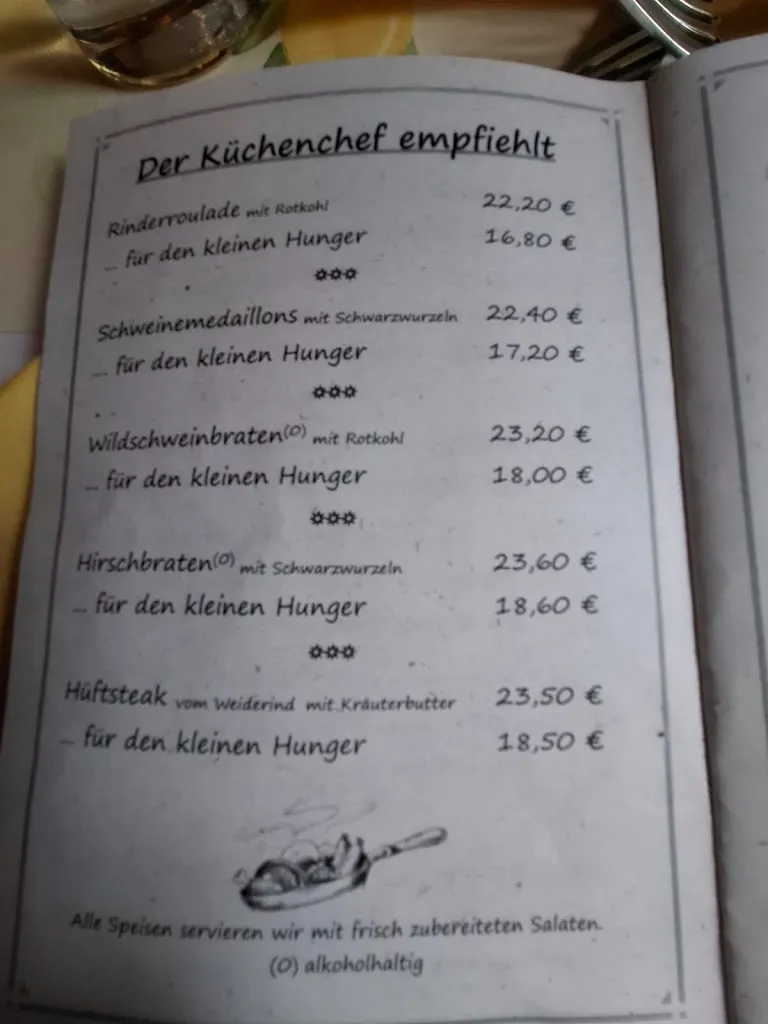 Der Küchenchef empfiehlt
Rinderroulade mit Rotkohl 22,20 €
... für den kleinen Hunger 16,80 €
Schweinemedaillons mit Schwarzwurzeln 22,40 €
... für den kleinen Hunger 17,20 €
Wildschweinbraten(O) mit Rotkohl 23,20 €
... für den kleinen Hunger 18,00 €
Hirschbraten(O) mit Schwarzwurzeln 23,60 €
... für den kleinen Hunger 18,60 €
Hüftsteak vom Weiderind mit Kräuterbutter 23,50 €
... für den kleinen Hunger 18,50 €
Alle Speisen servieren wir mit frisch zubereiteten Salaten.
(O) alkoholhaltig